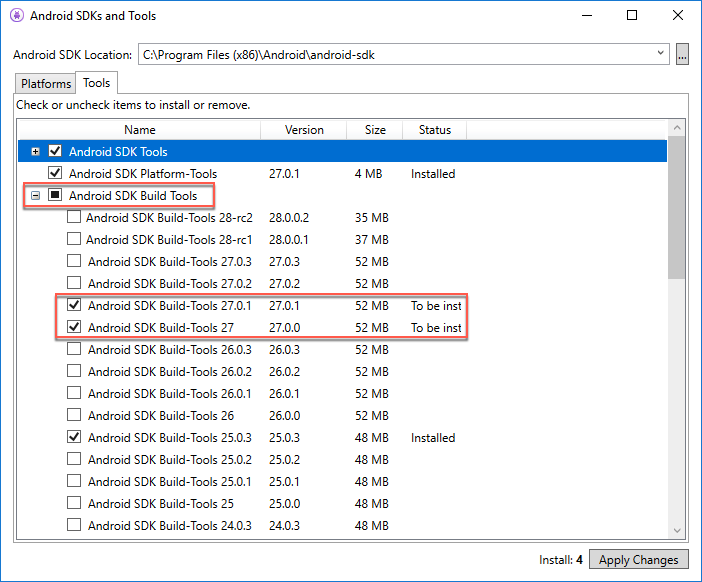 Android SDKs and Tools
Android SDK Location: C:\Program Files (x86)\Android\android-sdk ...
Platforms Tools
Check or uncheck items to install or remove.
Name Version Size Status
Android SDK Tools
Android SDK Platform-Tools 27.0.1 4 MB Installed
Android SDK Build Tools
Android SDK Build-Tools 28-rc2 28.0.0.2 35 MB
Android SDK Build-Tools 28-rc1 28.0.0.1 37 MB
Android SDK Build-Tools 27.0.3 27.0.3 52 MB
Android SDK Build-Tools 27.0.2 27.0.2 52 MB
Android SDK Build-Tools 27.0.1 27.0.1 52 MB To be inst
Android SDK Build-Tools 27 27.0.0 52 MB To be inst
Android SDK Build-Tools 26.0.3 26.0.3 52 MB
Android SDK Build-Tools 26.0.2 26.0.2 52 MB
Android SDK Build-Tools 26.0.1 26.0.1 52 MB
Android SDK Build-Tools 26 26.0.0 52 MB
Android SDK Build-Tools 25.0.3 25.0.3 48 MB Installed
Android SDK Build-Tools 25.0.2 25.0.2 48 MB
Android SDK Build-Tools 25.0.1 25.0.1 48 MB
Android SDK Build-Tools 25 25.0.0 48 MB
Android SDK Build-Tools 24.0.3 24.0.3 48 MB
Install: 4 Apply Changes